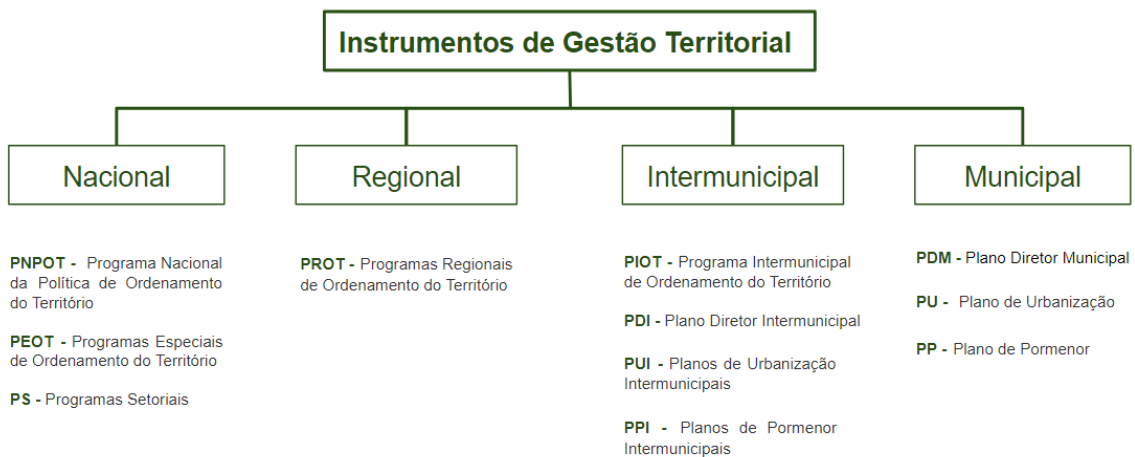 Instrumentos de Gestão Territorial
Nacional
Regional
Intermunicipal
Municipal
PNPOT - Programa Nacional
da Política de Ordenamento
do Território
PEOT - Programas Especiais
de Ordenamento do Território
PS - Programas Setoriais
PROT - Programas Regionais
de Ordenamento do Território
PIOT - Programa Intermunicipal
de Ordenamento do Território
PDI - Plano Diretor Intermunicipal
PUI - Planos de Urbanização
Intermunicipais
PPI - Planos de Pormenor
Intermunicipais
PDM - Plano Diretor Municipal
PU - Plano de Urbanização
PP - Plano de Pormenor